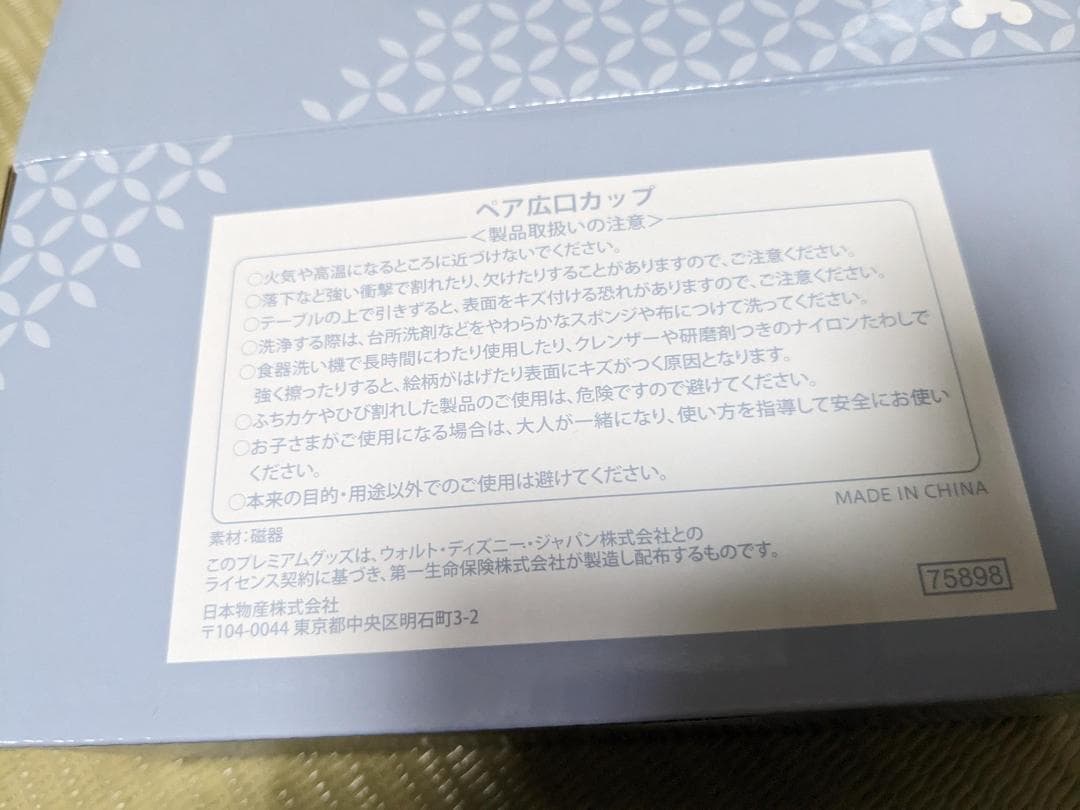 ペア広口カップ
＜製品取扱いの注意＞
○火気や高温になるところに近づけないでください。
○落下など強い衝撃で割れたり、欠けたりすることがありますので、ご注意ください。
○テーブルの上で引きずると、表面をキズ付ける恐れがありますので、ご注意ください。
○洗浄する際は、台所洗剤などをやわらかなスポンジや布につけて洗ってください。
○食器洗い機で長時間にわたり使用したり、クレンザーや研磨剤つきのナイロンたわしで
強く擦ったりすると、絵柄がはげたり表面にキズがつく原因となります。
○ふちカケやひび割れした製品のご使用は、危険ですので避けてください。
○お子さまがご使用になる場合は、大人が一緒になり、使い方を指導して安全にお使い
ください。
○本来の目的・用途以外でのご使用は避けてください。
MADE IN CHINA
素材：磁器
このプレミアムグッズは、ウォルト・ディズニー・ジャパン株式会社との
ライセンス契約に基づき、第一生命保険株式会社が製造し配布するものです。
75898
日本物産株式会社
〒104-0044 東京都中央区明石町3-2